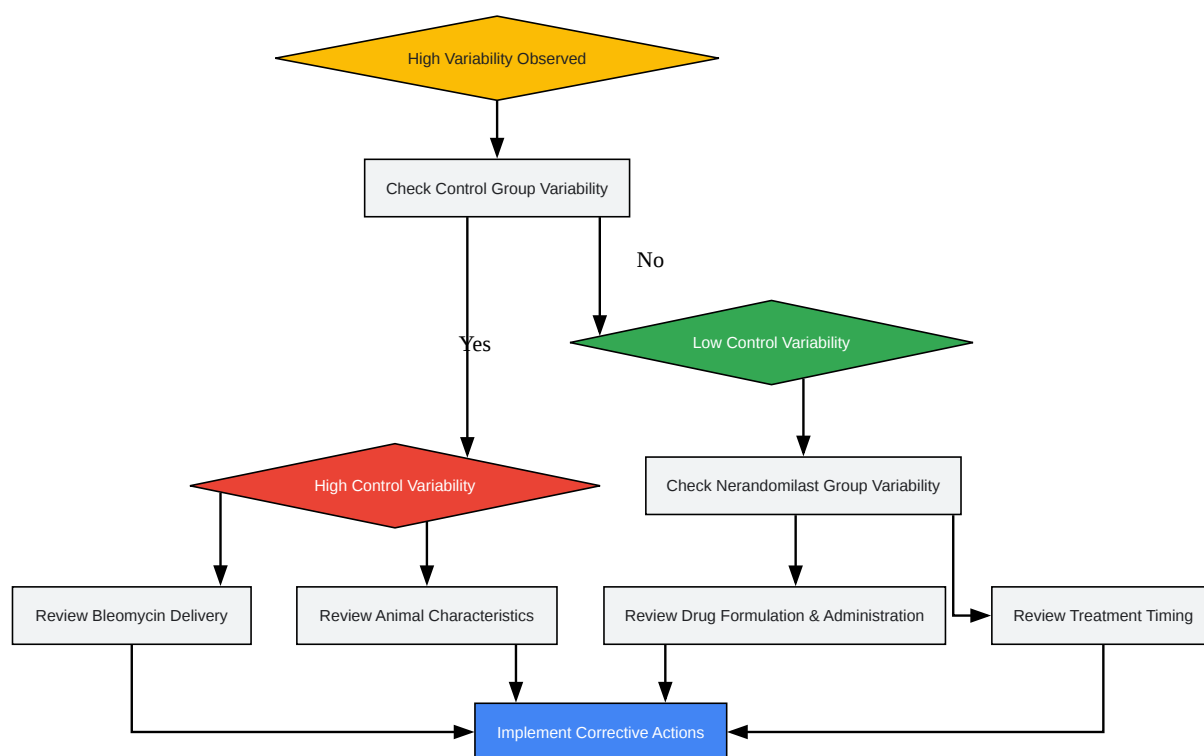 High Variability Observed
Check Control Group Variability
No
Yes
Low Control Variability
High Control Variability
Check Nerandomilast Group Variability
Review Bleomycin Delivery
Review Animal Characteristics
Review Drug Formulation & Administration
Review Treatment Timing
Implement Corrective Actions